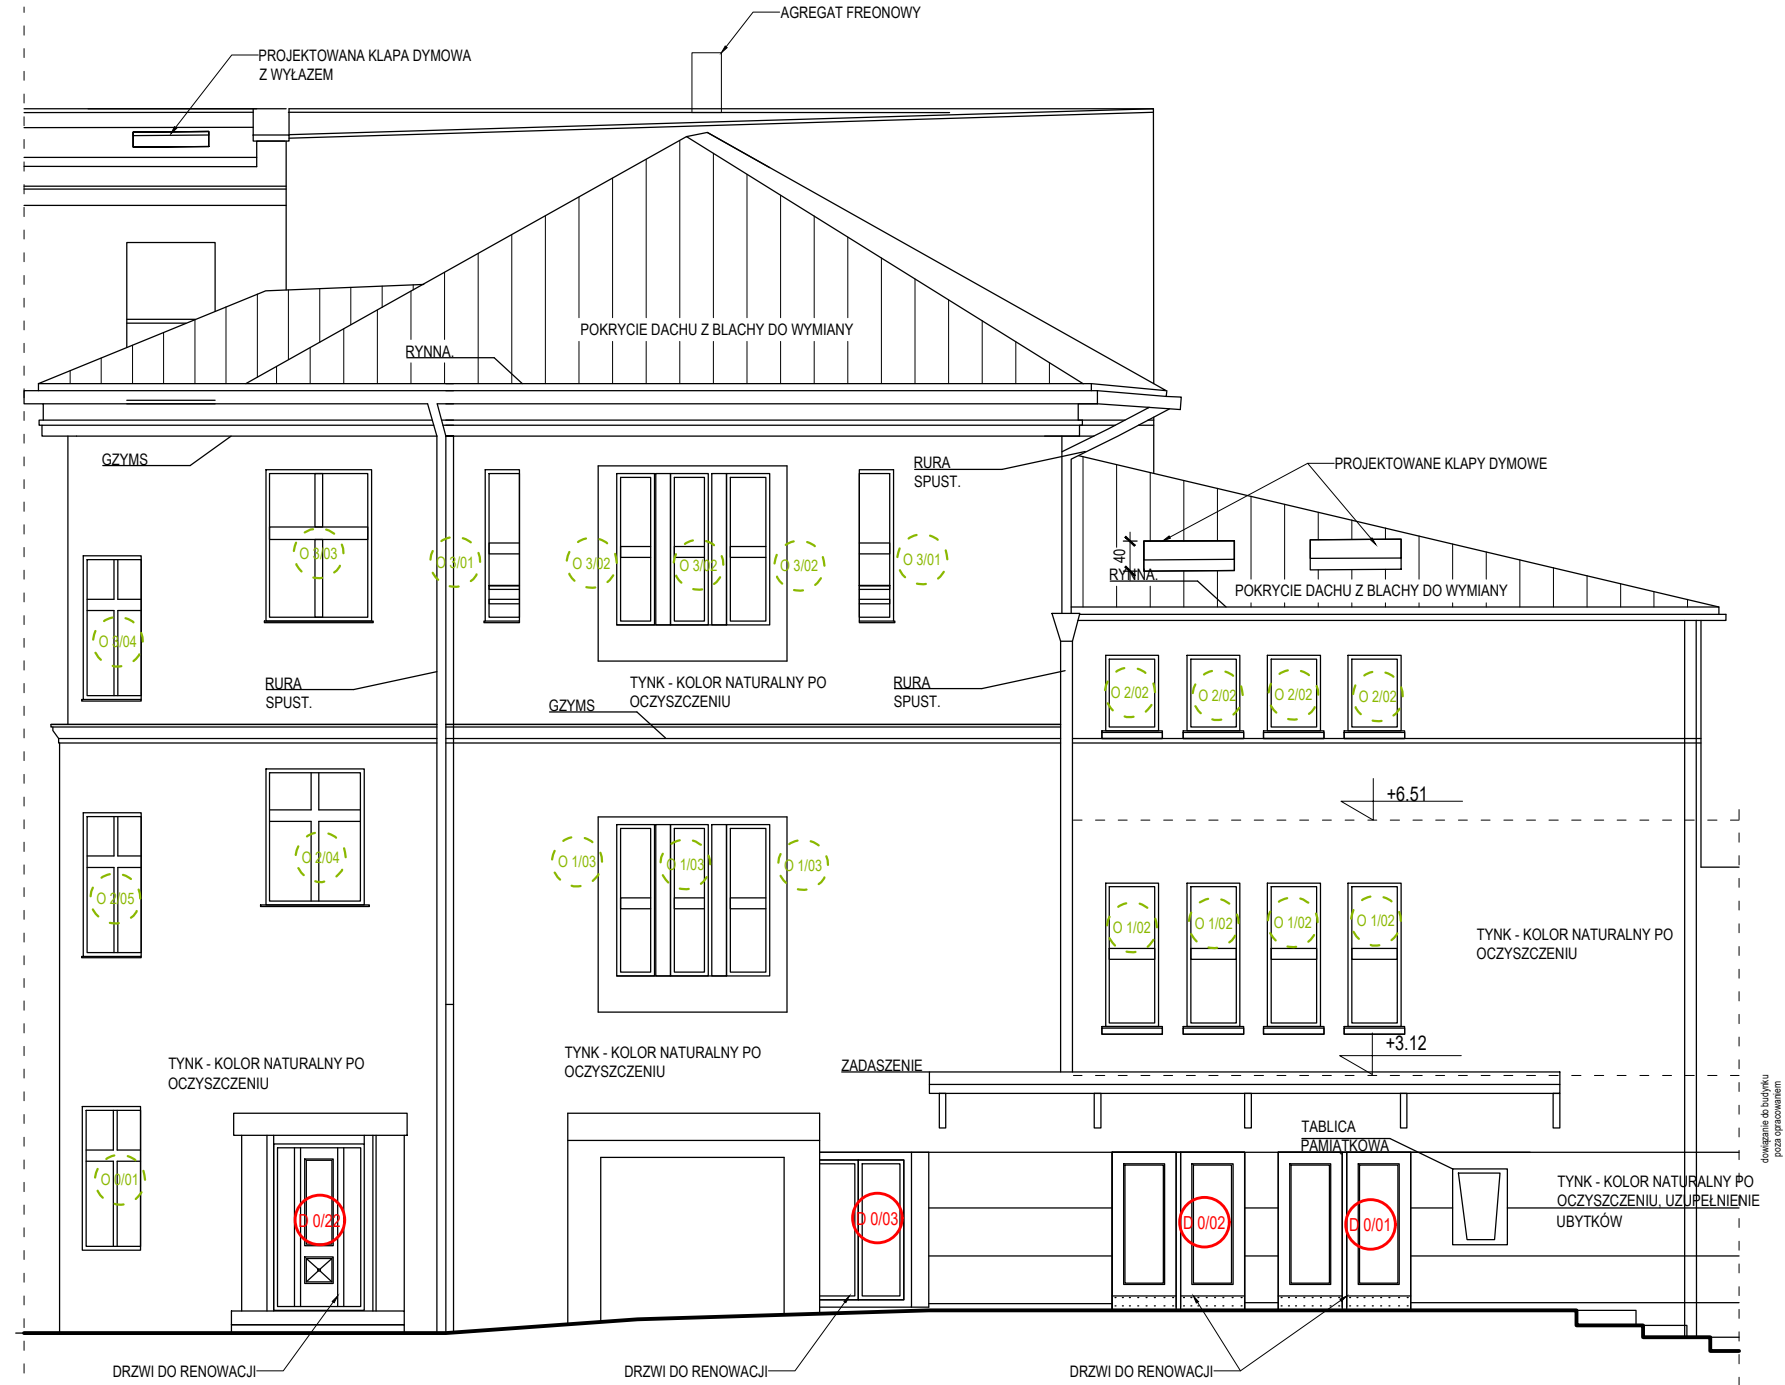 AGREGAT FREONOWY
PROJEKTOWANA KLAPA DYMOWA
Z WYŁAZEM
POKRYCIE DACHU Z BLACHY DO WYMIANY
RYNNA.
GZYMS
RURA
SPUST.
PROJEKTOWANE KLAPY DYMOWE
40
RYNNA.
POKRYCIE DACHU Z BLACHY DO WYMIANY
O 3/03
O 3/01
O 3/02
O 3/02
O 3/02
O 3/01
O 3/04
RURA
SPUST.
GZYMS
TYNK - KOLOR NATURALNY PO
OCZYSZCZENIU
RURA
SPUST.
O 2/02
O 2/02
O 2/02
O 2/02
+6.51
O 2/04
O 2/05
O 1/03
O 1/03
O 1/03
O 1/02
O 1/02
O 1/02
O 1/02
TYNK - KOLOR NATURALNY PO
OCZYSZCZENIU
+3.12
TYNK - KOLOR NATURALNY PO
OCZYSZCZENIU
TYNK - KOLOR NATURALNY PO
OCZYSZCZENIU
ZADASZENIE
TABLICA
PAMIĄTKOWA
O 0/01
D 0/22
D 0/03
D 0/02
D 0/01
TYNK - KOLOR NATURALNY PO
OCZYSZCZENIU, UZUPEŁNIENIE
UBYTKÓW
dowiązanie do budynku
poza opracowaniem
DRZWI DO RENOWACJI
DRZWI DO RENOWACJI
DRZWI DO RENOWACJI